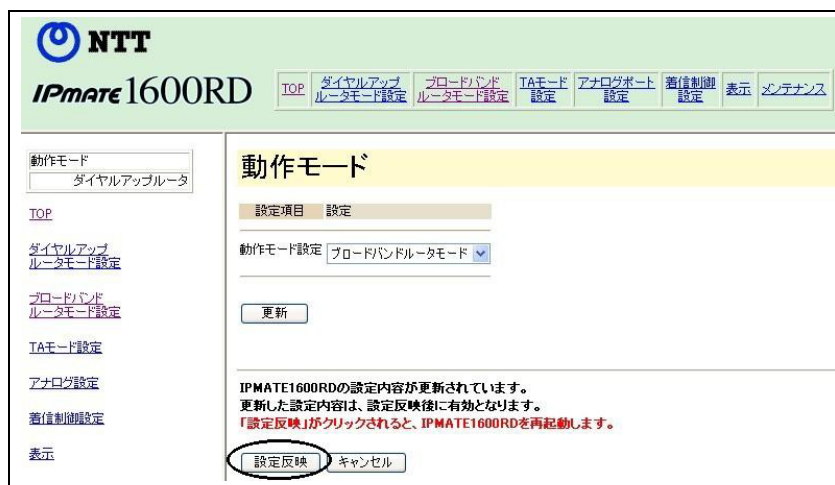 NTT
IPMATE1600RD
TOP
ダイヤルアップ
ルータモード設定
ブロードバンド
ルータモード設定
TAモード
設定
アナログポート
設定
着信制御
設定
表示
メンテナンス
動作モード
ダイヤルアップルータ
TOP
ダイヤルアップ
ルータモード設定
ブロードバンド
ルータモード設定
TAモード設定
アナログ設定
着信制御設定
表示
動作モード
設定項目 設定
動作モード設定 ブロードバンドルータモード
更新
IPMATE1600RDの設定内容が更新されています。
更新した設定内容は、設定反映後に有効となります。
「設定反映」がクリックされると、IPMATE1600RDを再起動します。
設定反映 キャンセル